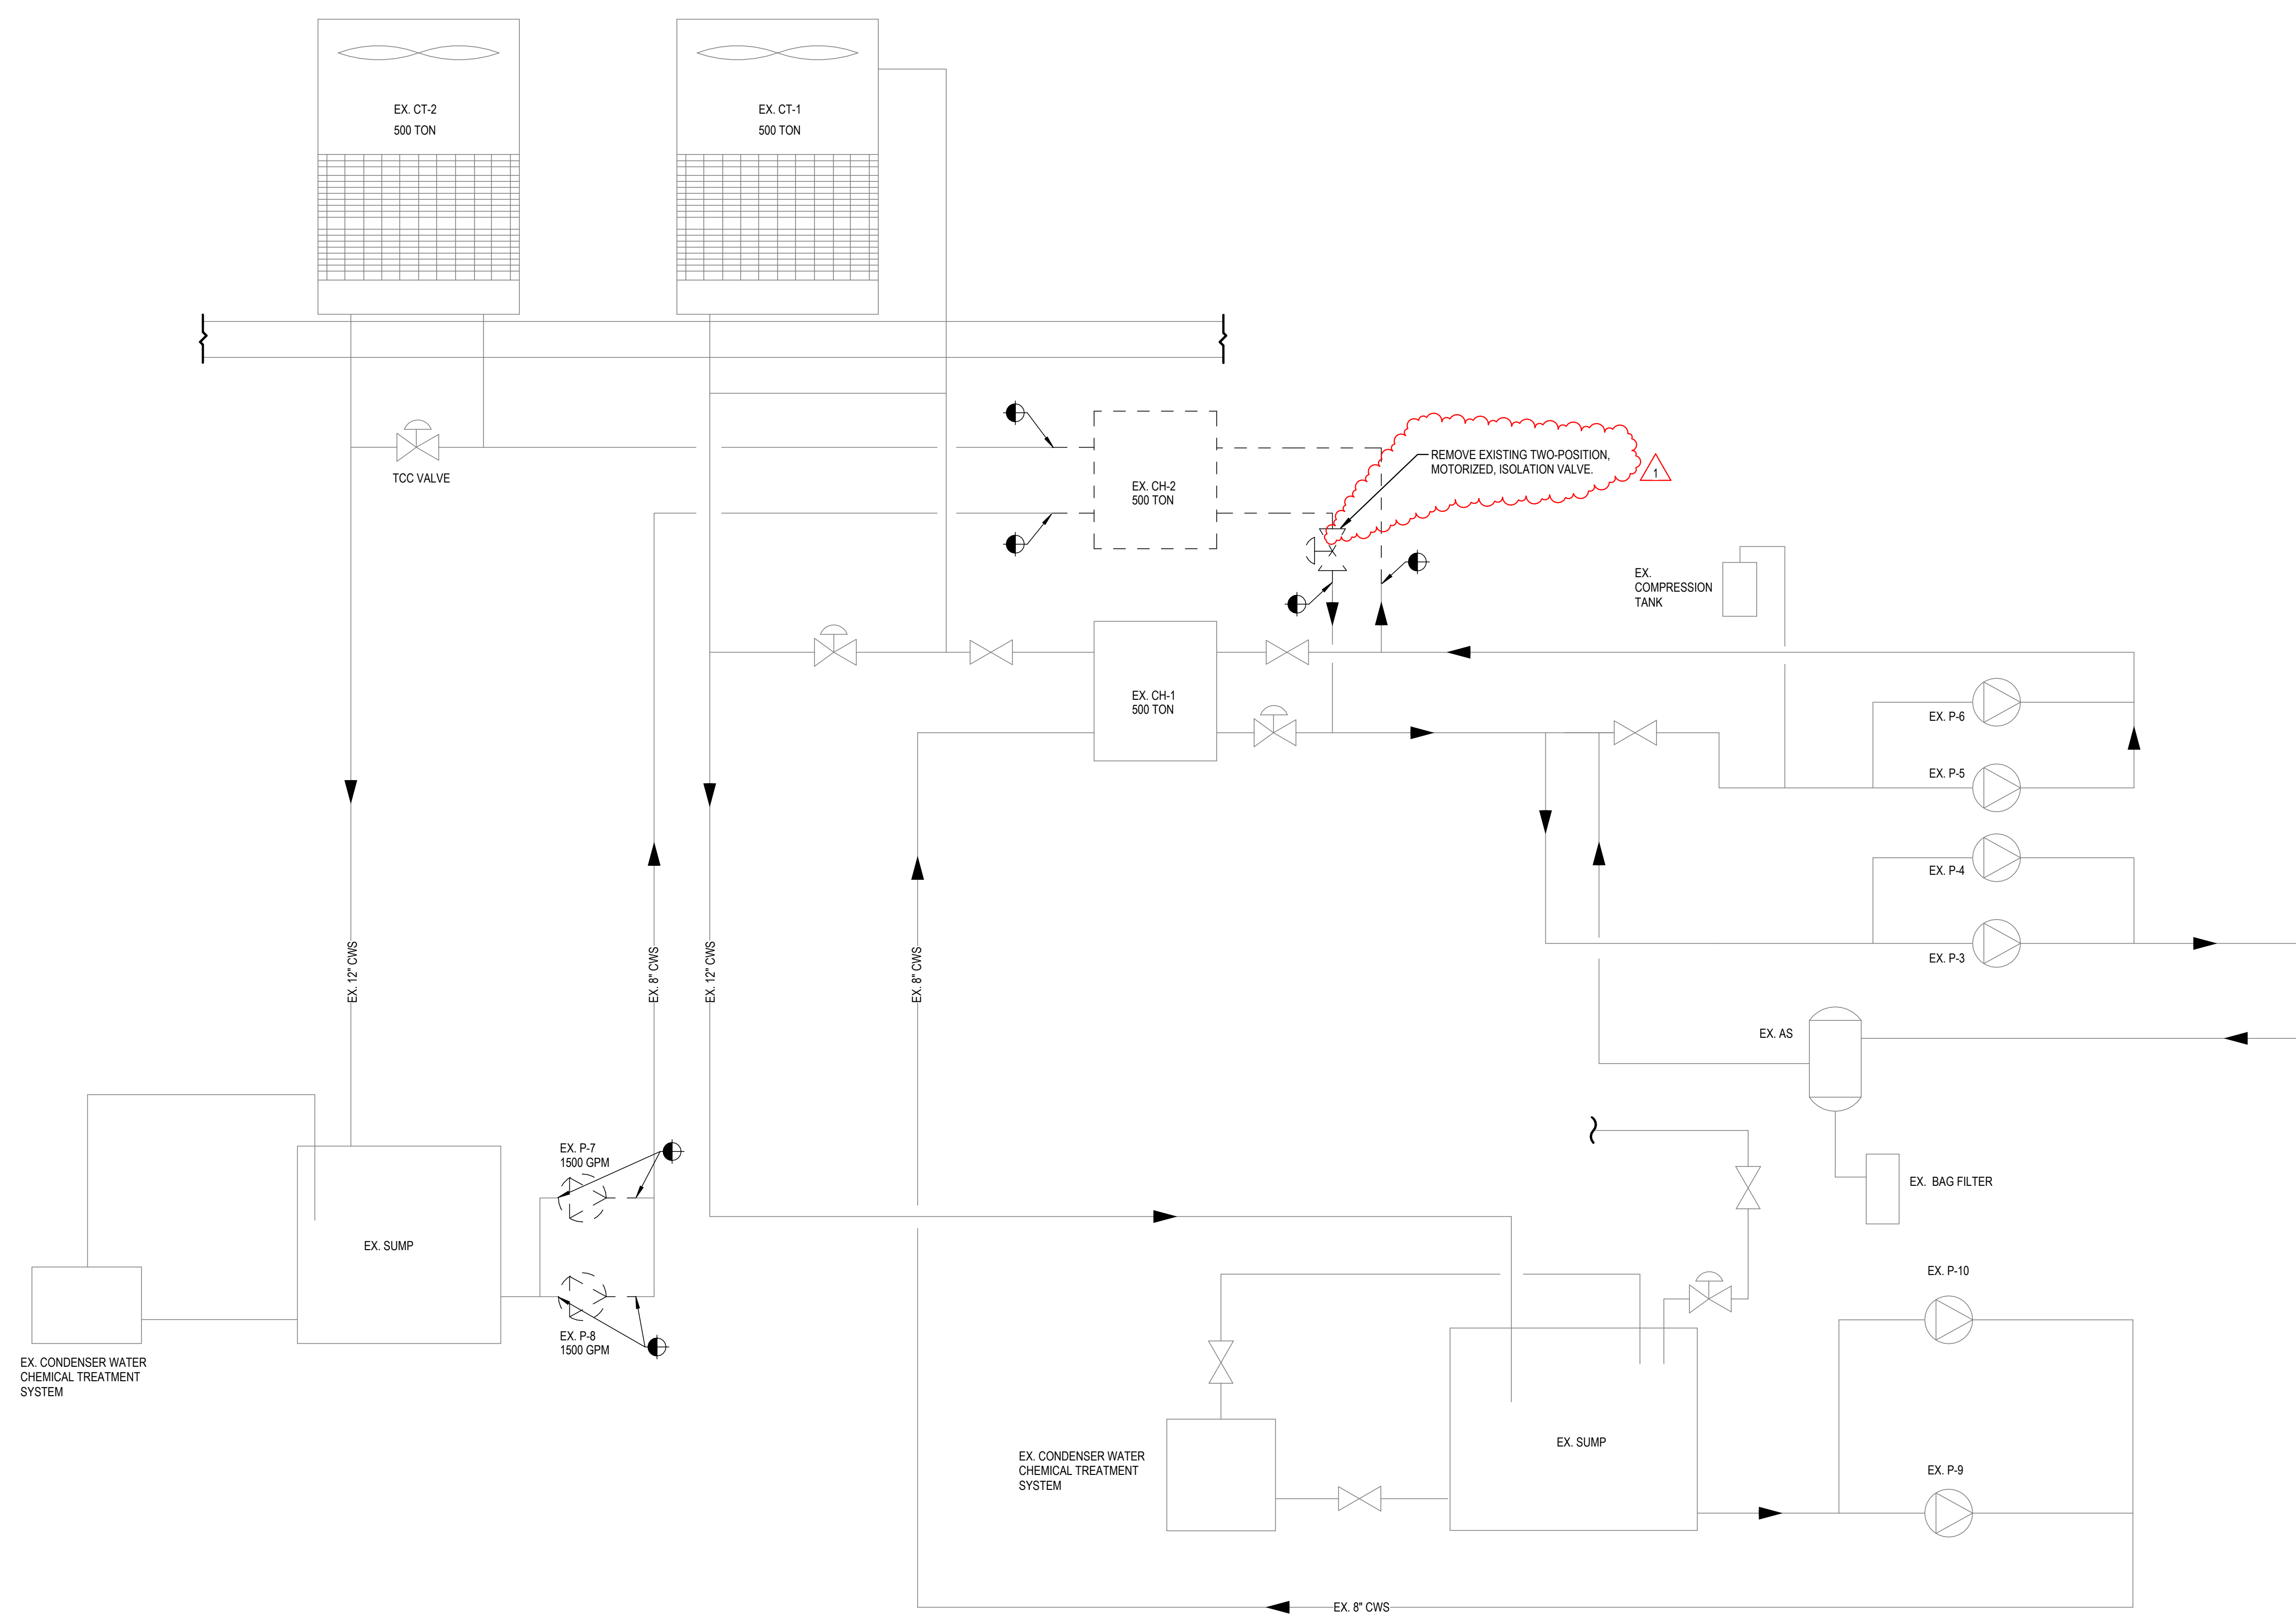 EX. CT-2
500 TON
EX. CT-1
500 TON
TCC VALVE
EX. CH-2
500 TON
REMOVE EXISTING TWO-POSITION,
MOTORIZED, ISOLATION VALVE.
1
EX.
COMPRESSION
TANK
EX. CH-1
500 TON
EX. P-6
EX. P-5
EX. P-4
EX. P-3
EX. 12" CWS
EX. 8" CWS
EX. 12" CWS
EX. 8" CWS
EX. AS
EX. BAG FILTER
EX. P-7
1500 GPM
EX. SUMP
EX. P-8
1500 GPM
EX. CONDENSER WATER
CHEMICAL TREATMENT
SYSTEM
EX. P-10
EX. CONDENSER WATER
CHEMICAL TREATMENT
SYSTEM
EX. SUMP
EX. P-9
EX. 8" CWS